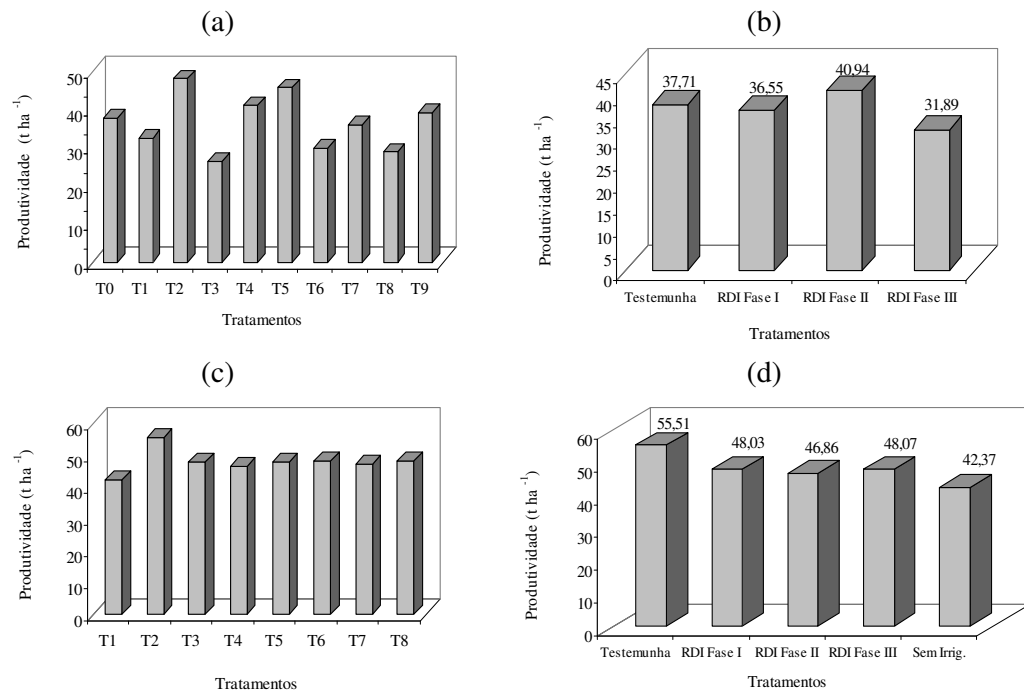 (a)
Produtividade (t ha -1)
50
40
30
20
10
0
T0 T1 T2 T3 T4 T5 T6 T7 T8 T9
Tratamentos
(b)
Produtividade (t ha -1)
45
40
35
30
25
20
15
10
5
0
37,71 36,55 40,94 31,89
Testemunha RDI Fase I RDI Fase II RDI Fase III
Tratamentos
(c)
Produtividade (t ha -1)
60
50
40
30
20
10
0
T1 T2 T3 T4 T5 T6 T7 T8
Tratamentos
(d)
Produtividade (t ha -1)
60
50
40
30
20
10
0
55,51 48,03 46,86 48,07 42,37
Testemunha RDI Fase I RDI Fase II RDI Fase III Sem Irrig.
Tratamentos